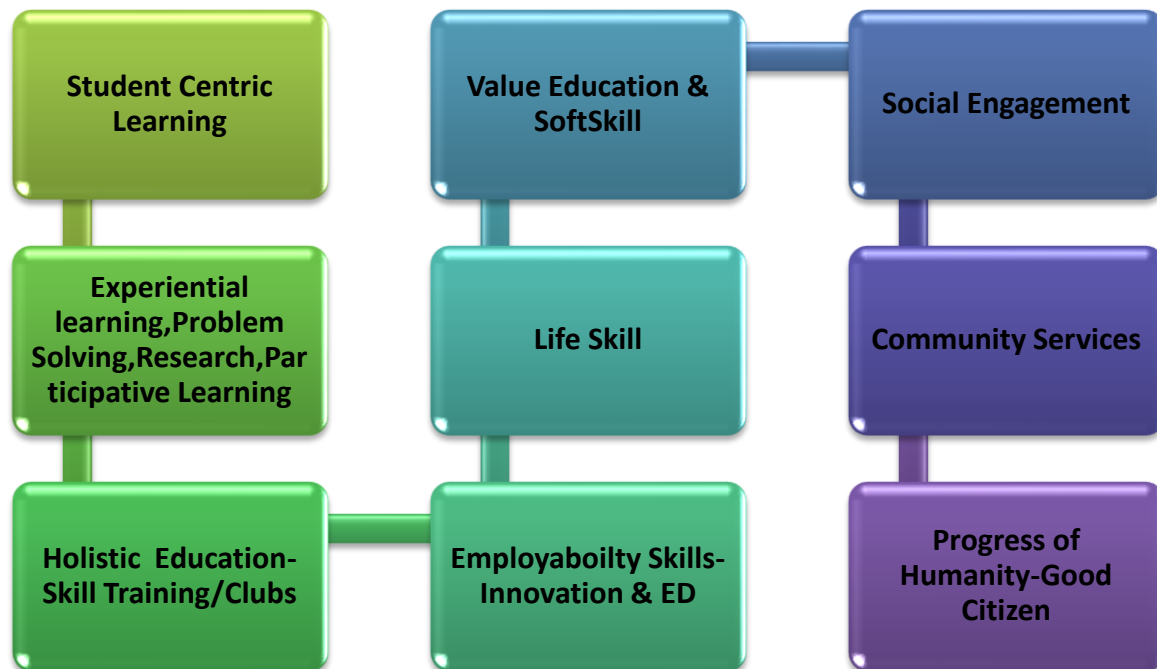 Student Centric
Learning
Experiential
learning,Problem
Solving,Research,Par
ticipative Learning
Holistic  Education-
Skill Training/Clubs
Employaboilty Skills-
Innovation & ED
Life Skill
Value Education &
SoftSkill
Social Engagement
Community Services
Progress of
Humanity-Good
Citizen